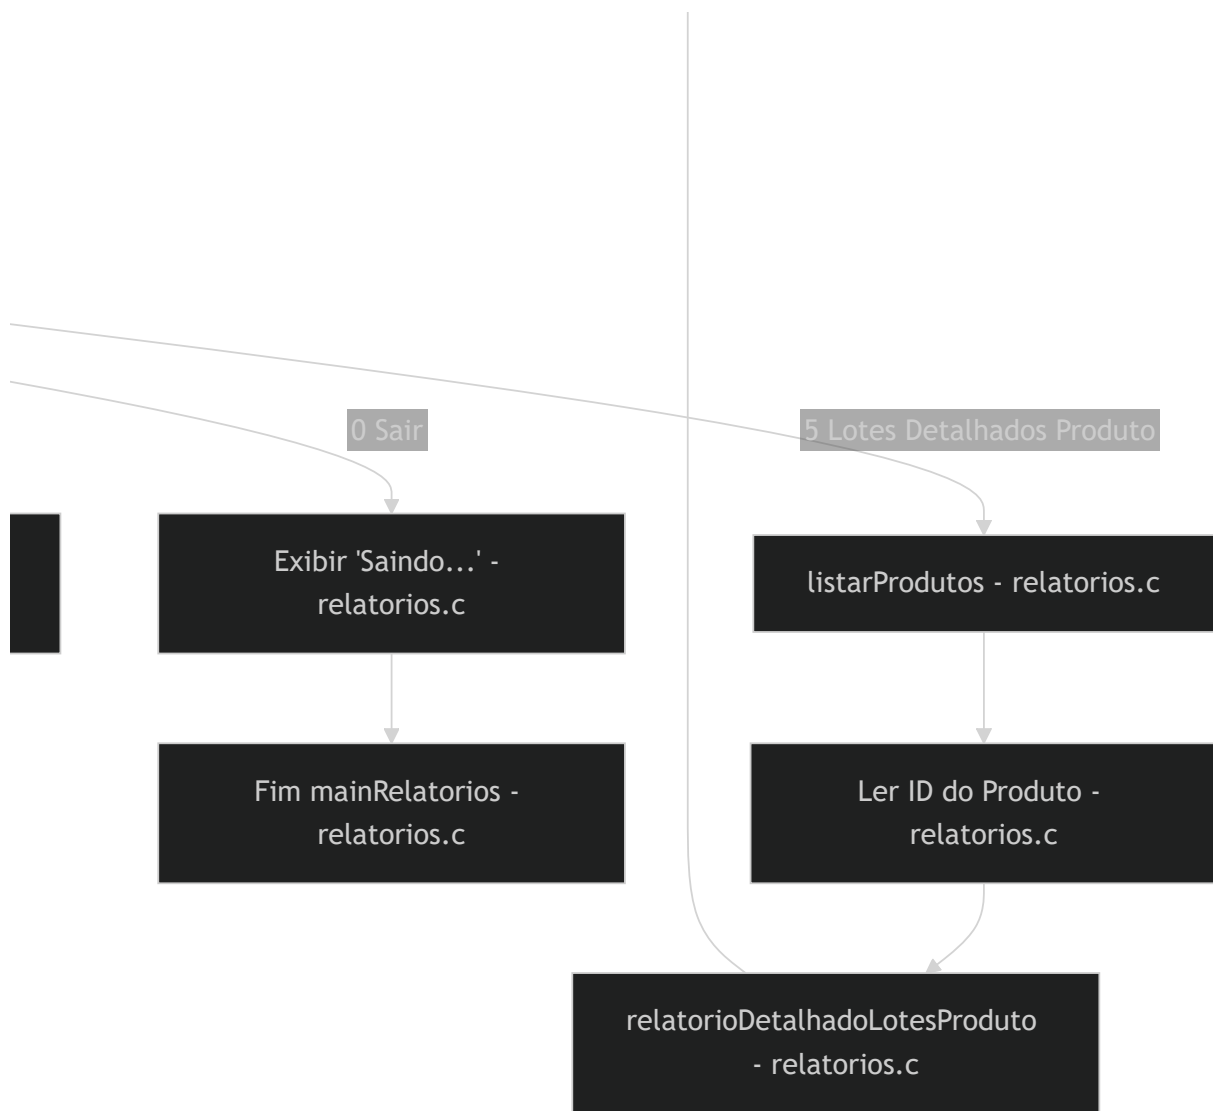 0 Sair
5 Lotes Detalhados Produto
Exibir 'Saindo...' -
relatorios.c
listarProdutos - relatorios.c
Fim mainRelatorios -
relatorios.c
Ler ID do Produto -
relatorios.c
relatorioDetalhadoLotesProduto
- relatorios.c